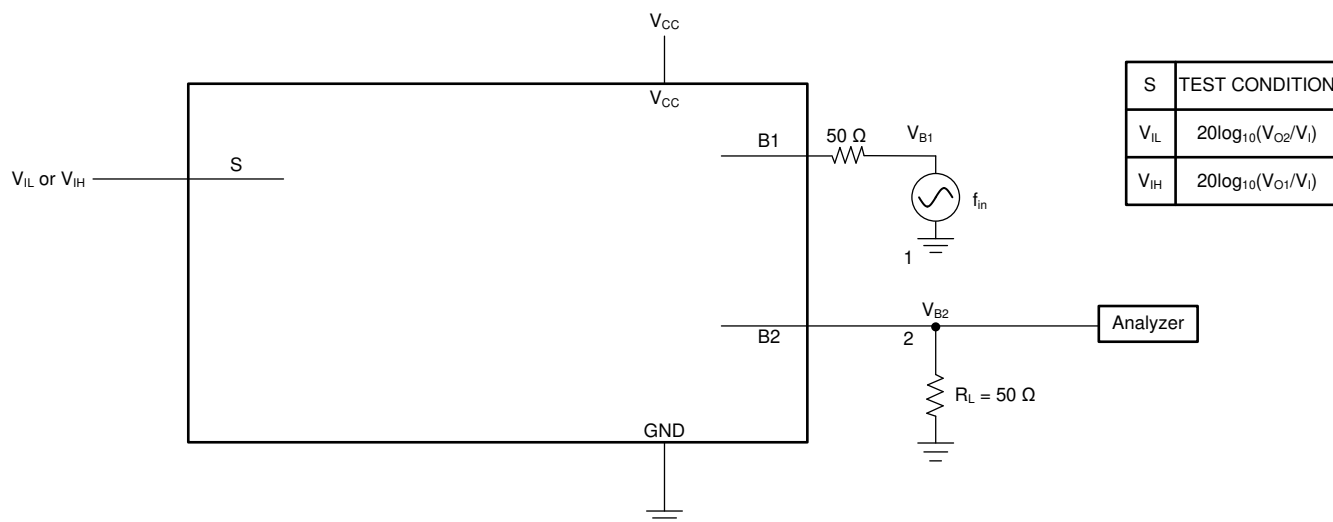 VCC
VCC
S TEST CONDITION
VIL 20log10(VO2/VI)
VIH 20log10(VO1/VI)
B1 50 Ω VB1
VIL or VIH S
fin
1
VB2
B2 2 Analyzer
RL = 50 Ω
GND